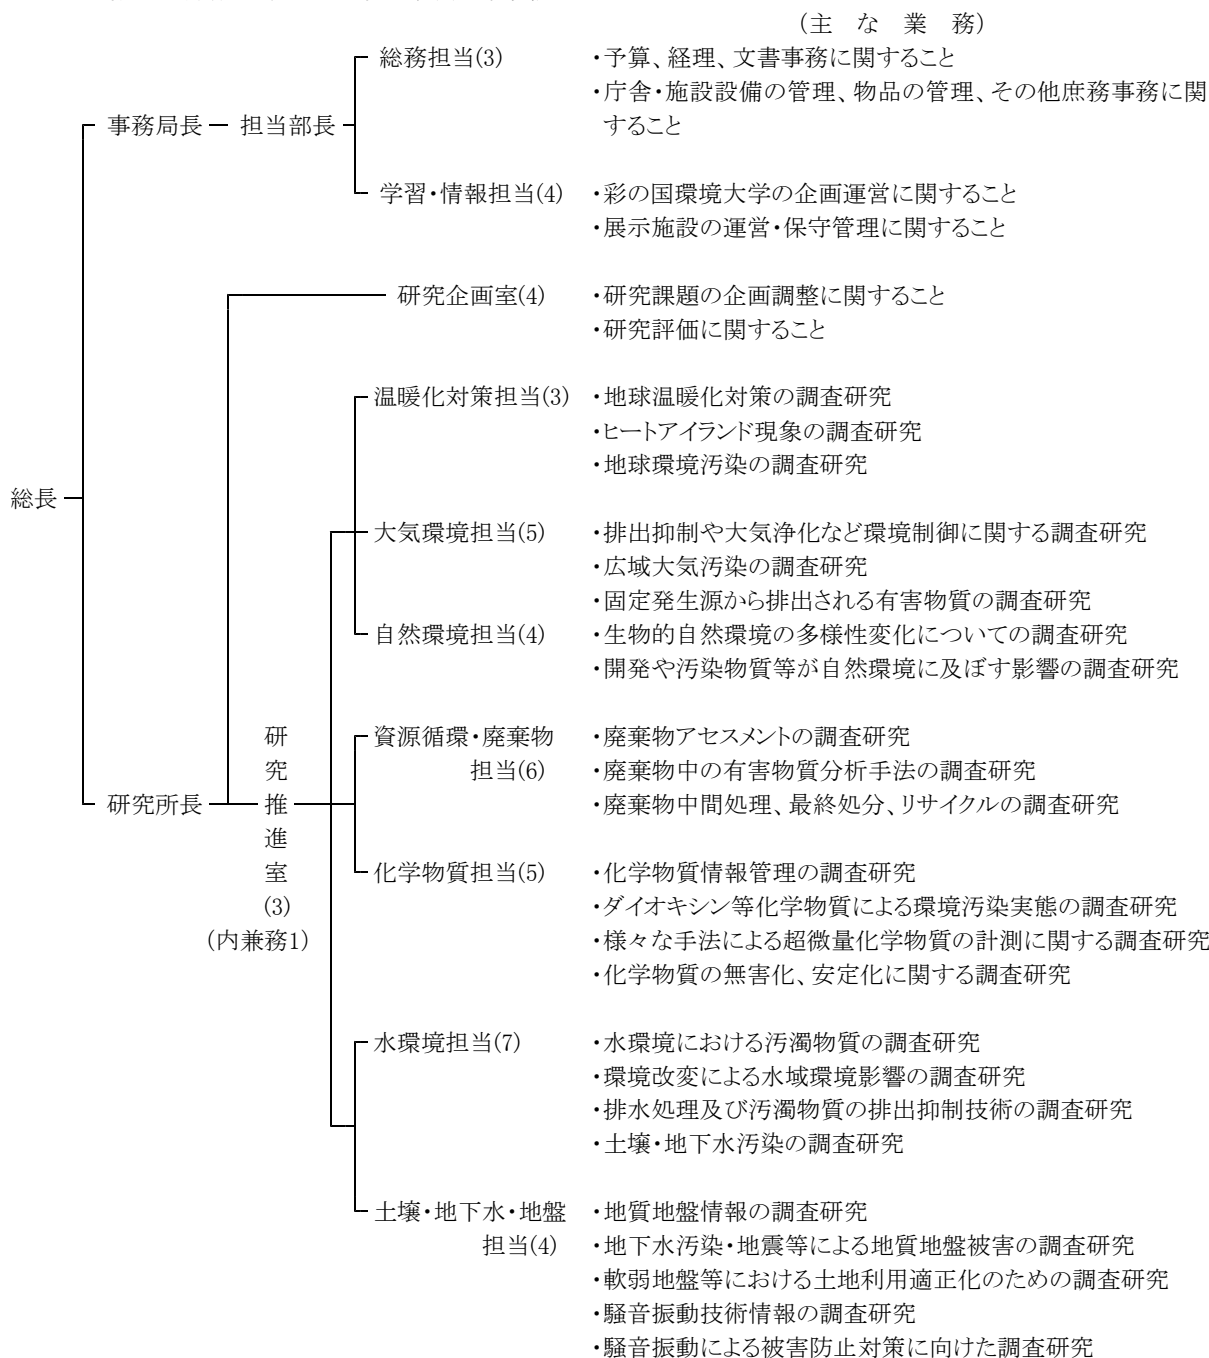 (主 な 業 務)
総務担当(3)
・予算、経理、文書事務に関すること
・庁舎・施設設備の管理、物品の管理、その他庶務事務に関
すること
事務局長
担当部長
学習・情報担当(4)
・彩の国環境大学の企画運営に関すること
・展示施設の運営・保守管理に関すること
研究企画室(4)
・研究課題の企画調整に関すること
・研究評価に関すること
温暖化対策担当(3)
・地球温暖化対策の調査研究
・ヒートアイランド現象の調査研究
・地球環境汚染の調査研究
総長
大気環境担当(5)
・排出抑制や大気浄化など環境制御に関する調査研究
・広域大気汚染の調査研究
・固定発生源から排出される有害物質の調査研究
自然環境担当(4)
・生物的自然環境の多様性変化についての調査研究
・開発や汚染物質等が自然環境に及ぼす影響の調査研究
研究所長
研
究
推
進
室
(3)
(内兼務1)
資源循環・廃棄物
担当(6)
・廃棄物アセスメントの調査研究
・廃棄物中の有害物質分析手法の調査研究
・廃棄物中間処理、最終処分、リサイクルの調査研究
化学物質担当(5)
・化学物質情報管理の調査研究
・ダイオキシン等化学物質による環境汚染実態の調査研究
・様々な手法による超微量化学物質の計測に関する調査研究
・化学物質の無害化、安定化に関する調査研究
水環境担当(7)
・水環境における汚濁物質の調査研究
・環境改変による水域環境影響の調査研究
・排水処理及び汚濁物質の排出抑制技術の調査研究
・土壌・地下水汚染の調査研究
土壌・地下水・地盤
担当(4)
・地質地盤情報の調査研究
・地下水汚染・地震等による地質地盤被害の調査研究
・軟弱地盤等における土地利用適正化のための調査研究
・騒音振動技術情報の調査研究
・騒音振動による被害防止対策に向けた調査研究